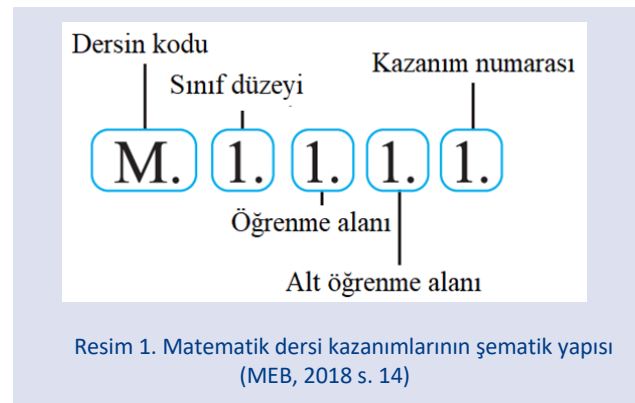 Dersin kodu
Kazanım numarası
Sınıf düzeyi
M. 1. 1. 1. 1.
Öğrenme alanı
Alt öğrenme alanı
Resim 1. Matematik dersi kazanımlarının şematik yapısı
(MEB, 2018 s. 14)